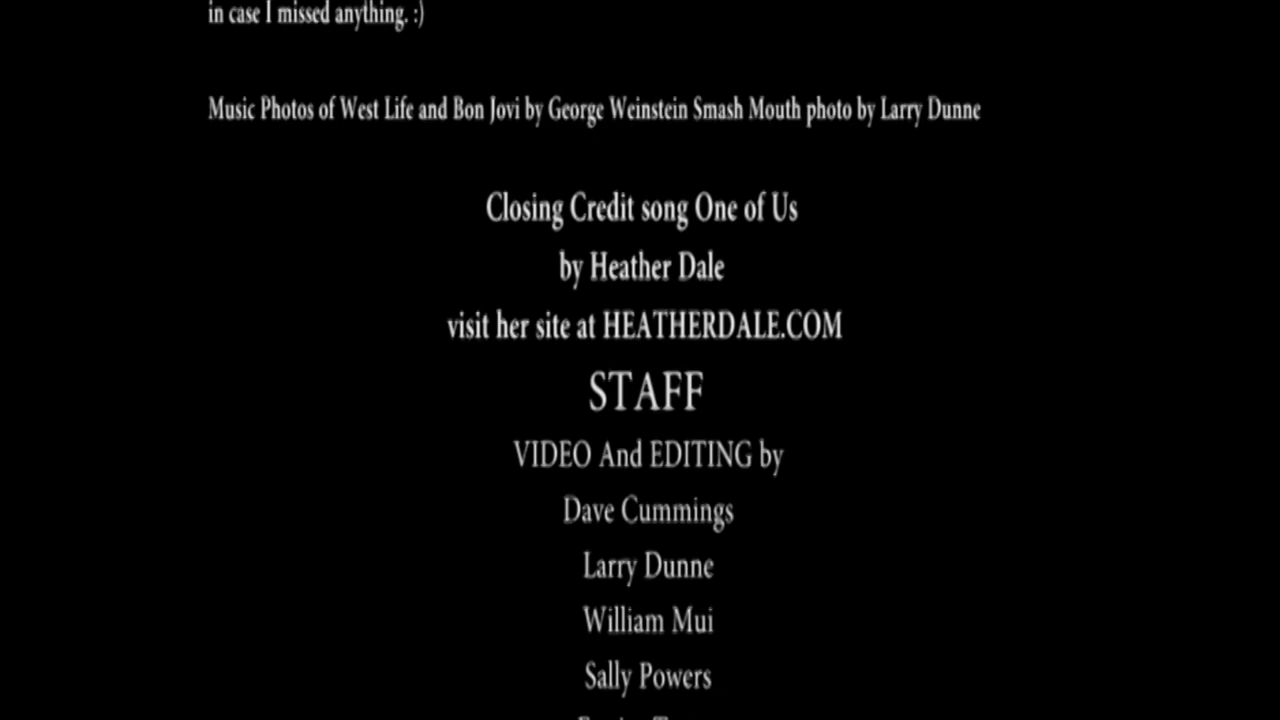 in case I missed anything. :)
Music Photos of West Life and Bon Jovi by George Weinstein Smash Mouth photo by Larry Dunne
Closing Credit song One of Us
by Heather Dale
visit her site at HEATHERDALE.COM
STAFF
VIDEO And EDITING by
Dave Cummings
Larry Dunne
William Mui
Sally Powers